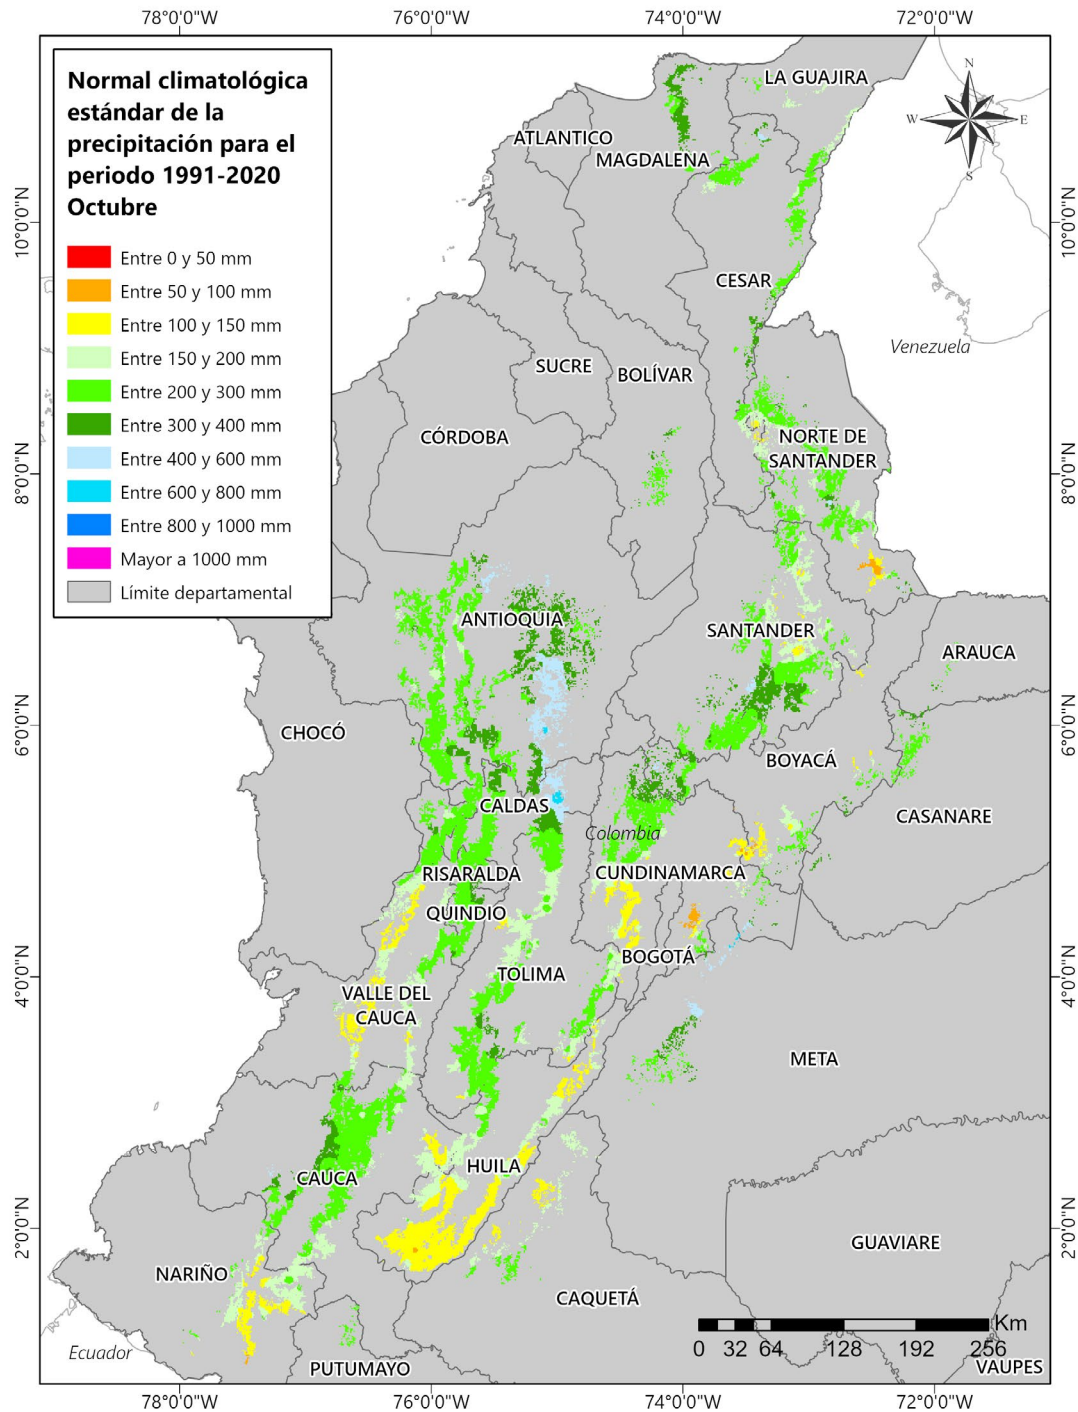 78°0'0"W 76°0'0"W 74°0'0"W 72°0'0"W
Normal climatológica
estándar de la
precipitación para el
periodo 1991-2020
Octubre
Entre 0 y 50 mm
Entre 50 y 100 mm
Entre 100 y 150 mm
Entre 150 y 200 mm
Entre 200 y 300 mm
Entre 300 y 400 mm
Entre 400 y 600 mm
Entre 600 y 800 mm
Entre 800 y 1000 mm
Mayor a 1000 mm
Límite departamental
N
W E
S
LA GUAJIRA
ATLANTICO
MAGDALENA
10°0'0"N 10°0'0"N
CESAR
Venezuela
SUCRE
BOLÍVAR
CÓRDOBA
NORTE DE
SANTANDER
8°0'0"N 8°0'0"N
ANTIOQUIA
SANTANDER
ARAUCA
6°0'0"N 6°0'0"N
CHOCÓ
BOYACÁ
CALDAS
CASANARE
Colombia
RISARALDA
CUNDINAMARCA
QUINDIO
BOGOTÁ
4°0'0"N 4°0'0"N
TOLIMA
VALLE DEL
CAUCA
META
HUILA
CAUCA
2°0'0"N 2°0'0"N
GUAVIARE
NARIÑO
CAQUETÁ
Km
0 32 64 128 192 256
Ecuador
PUTUMAYO
VAUPES
78°0'0"W 76°0'0"W 74°0'0"W 72°0'0"W